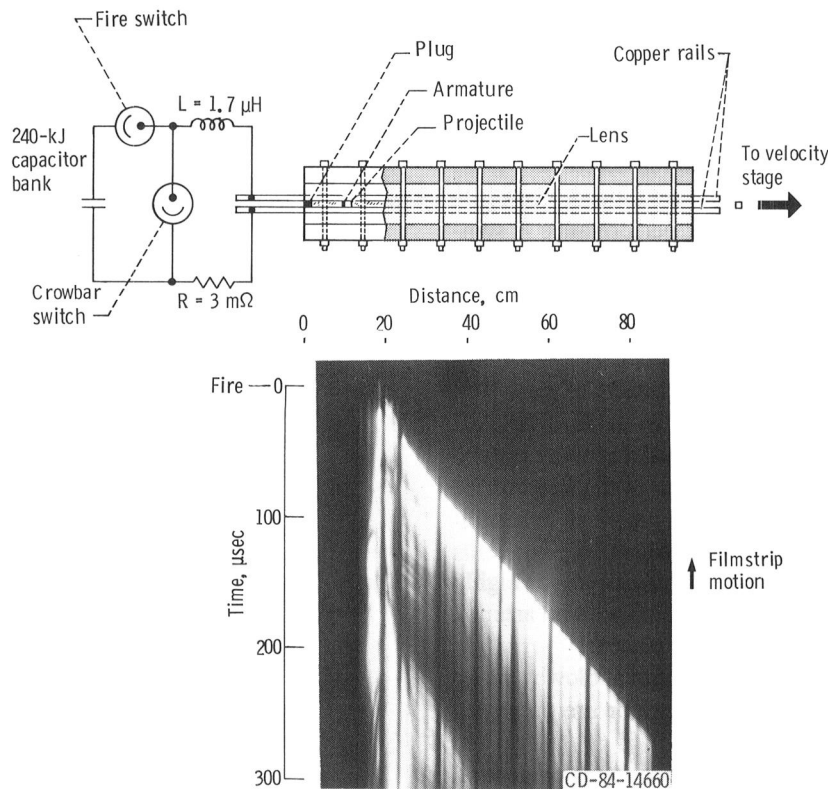 Fire switch
Plug
Copper rails
L = 1.7 μH
Armature
Projectile
240-kJ
capacitor
bank
Lens
To velocity
stage
Crowbar
switch
R = 3 mΩ
Distance, cm
0 20 40 60 80
Fire 0
100
Time, μsec
Filmstrip
motion
200
300
CD-84-14660